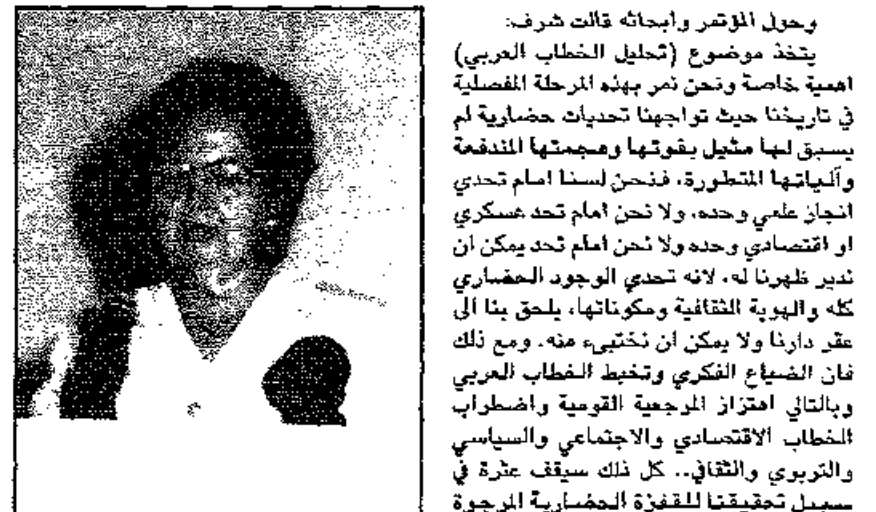 وحول المؤتمر وابحاثه قالت شرف:
يتخذ موضوع (تحليل الخطاب العربي)
اهمية خاصة ونحن نمر بهذه المرحلة المفصلية
في تاريخنا حيث تواجهنا تحديات حضارية لم
يسبق لها مثيل بقوتها وهجمتها المندفعة
وآلياتها المتطورة، فنحن لسنا امام تحدي
انجاز علمي وحده، ولا نحن امام تحد عسكري
او اقتصادي وحده ولا نحن امام تحد يمكن ان
ندير ظهرنا له، لانه تحدي الوجود الحضاري
كله والهوية الثقافية ومكوناتها، يلحق بنا الى
عقر دارنا ولا يمكن ان نختبيء منه. ومع ذلك
فان الضياع الفكري وتخبط الخطاب العربي
وبالتالي اهتزاز المرجعية القومية واضطراب
الخطاب الاقتصادي والاجتماعي والسياسي
والتربوي والثقافي.. كل ذلك سيقف عثرة في
سبيل تحقيقنا للقفزة الحضارية المرجوة